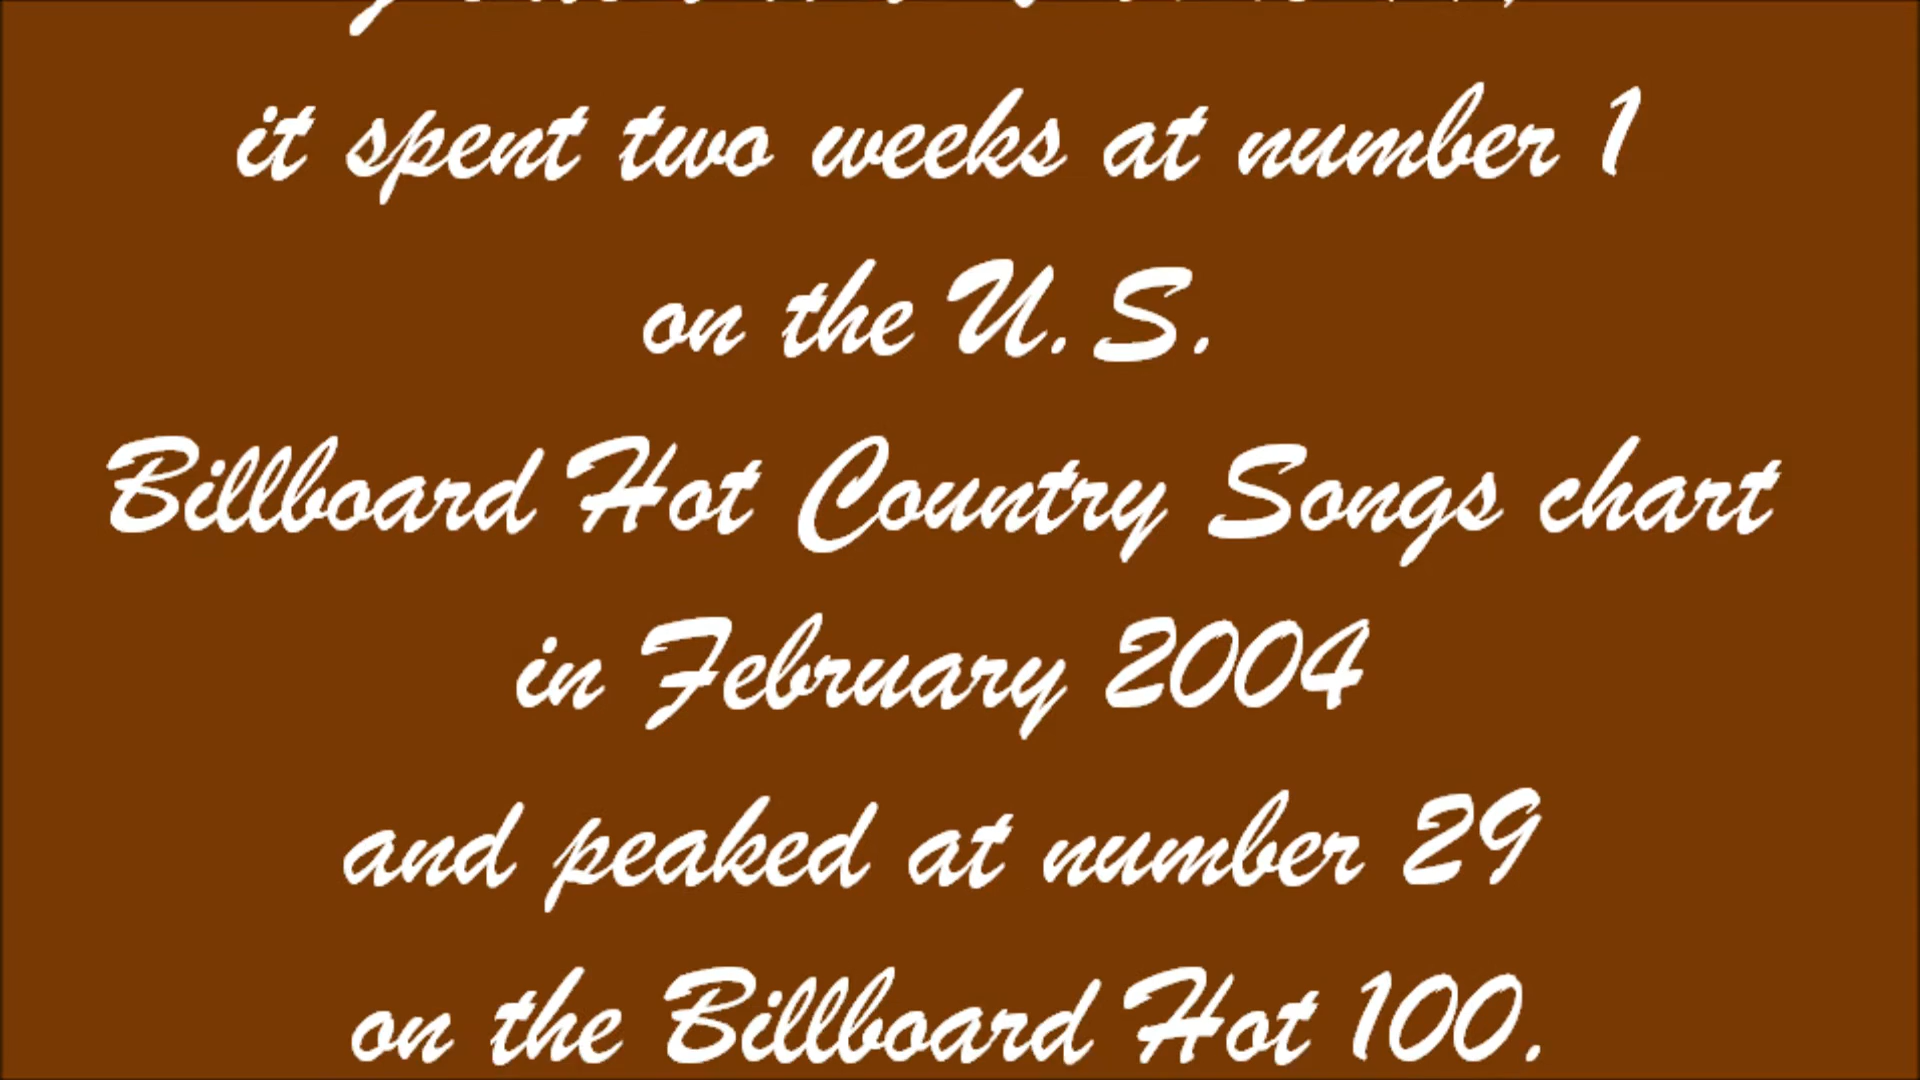 it spent two weeks at number 1
on the U.S.
Billboard Hot Country Songs chart
in February 2004
and peaked at number 29
on the Billboard Hot 100.